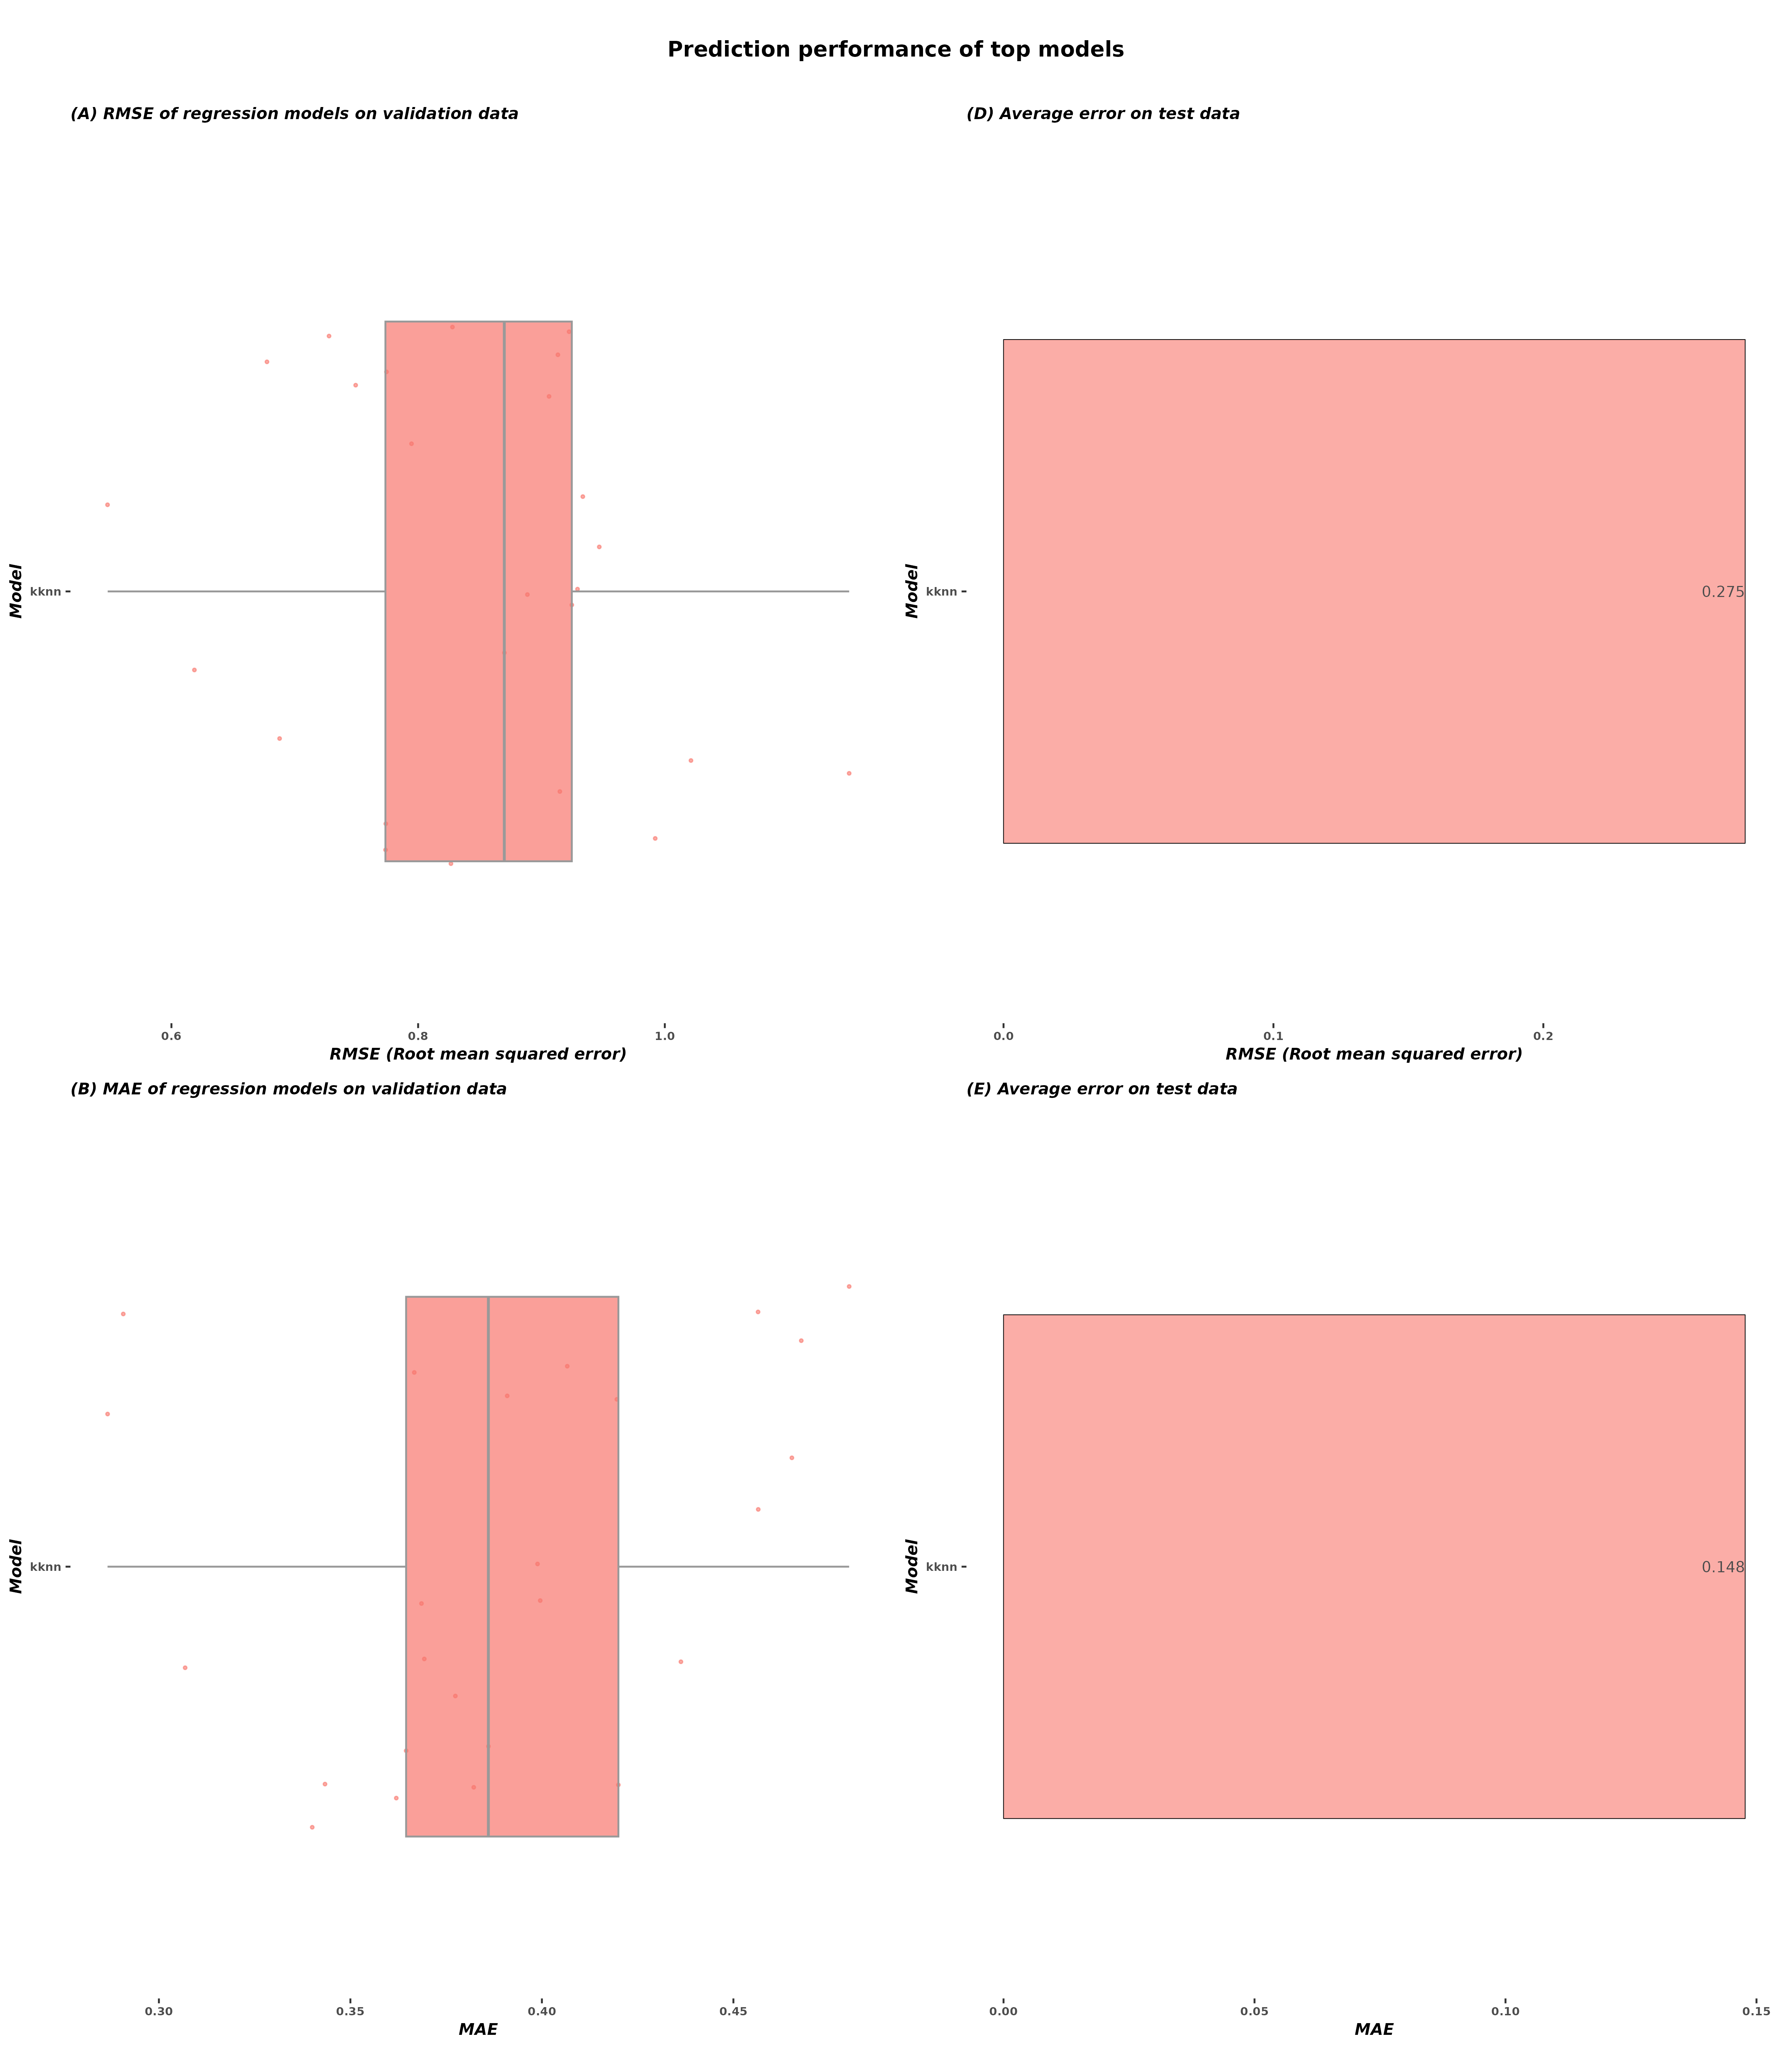 Prediction performance of top models
(A) RMSE of regression models on validation data
Model
kknn
0.6 0.8 1.0
RMSE (Root mean squared error)
(D) Average error on test data
Model
kknn
0.275
0.0 0.1 0.2
RMSE (Root mean squared error)
(B) MAE of regression models on validation data
Model
kknn
0.30 0.35 0.40 0.45
MAE
(E) Average error on test data
Model
kknn
0.148
0.00 0.05 0.10 0.15
MAE